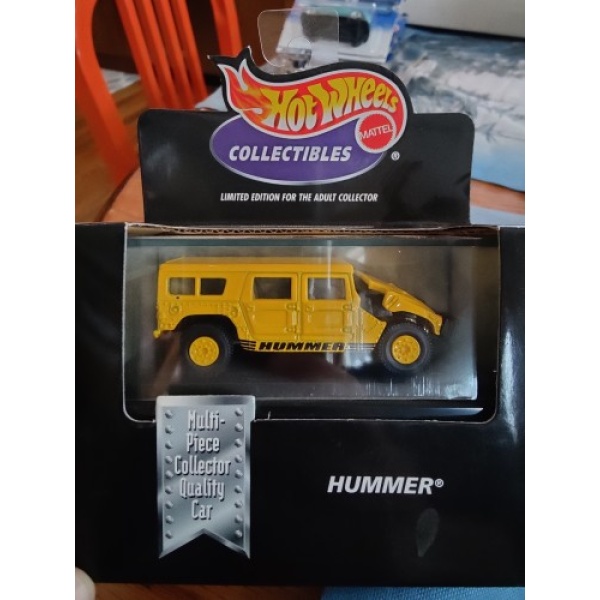 Hot Wheels
MATTEL
COLLECTIBLES ®
LIMITED EDITION FOR THE ADULT COLLECTOR
HUMMER
Multi-
Piece
Collector
Quality
Car
HUMMER®